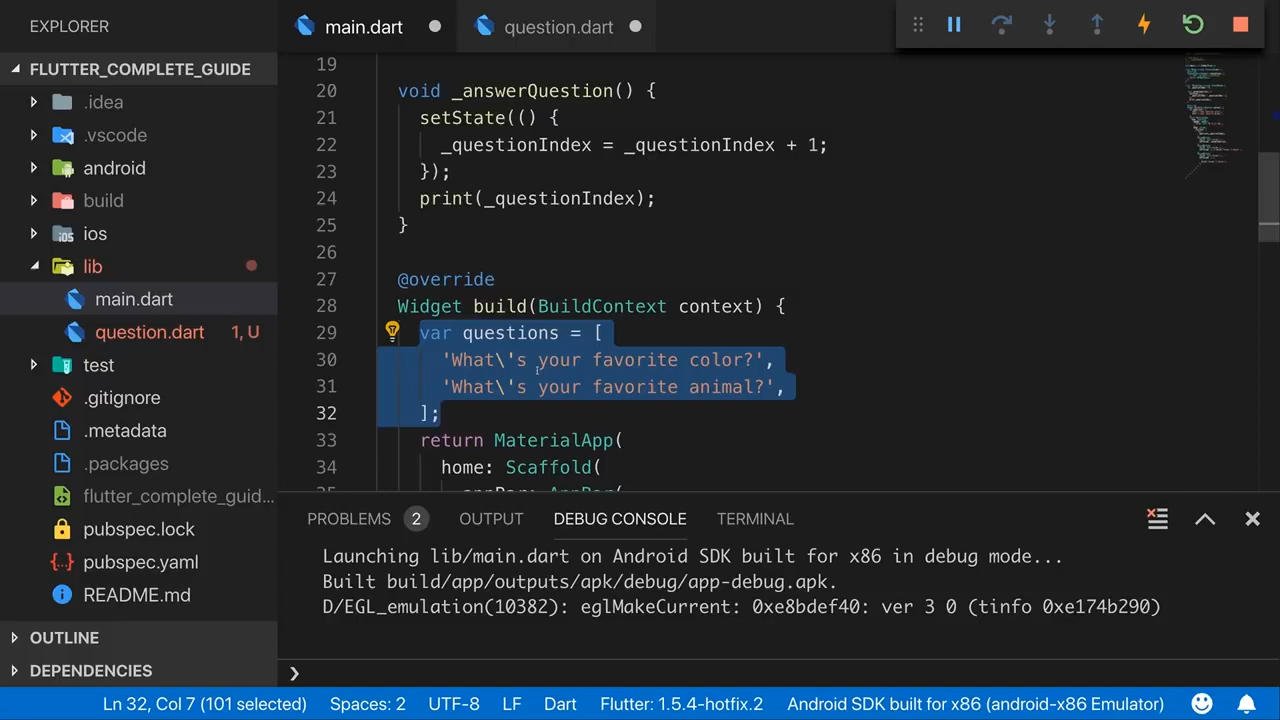 EXPLORER
main.dart
question.dart
FLUTTER_COMPLETE_GUIDE
.idea
.vscode
android
build
ios
lib
main.dart
question.dart 1, U
test
.gitignore
.metadata
.packages
flutter_complete_guid...
pubspec.lock
pubspec.yaml
README.md
OUTLINE
DEPENDENCIES
19
20 void _answerQuestion() {
21 setState(() {
22 _questionIndex = _questionIndex + 1;
23 });
24 print(_questionIndex);
25 }
26
27 @override
28 Widget build(BuildContext context) {
29 var questions = [
30 'What\'s your favorite color?',
31 'What\'s your favorite animal?',
32 ];
33 return MaterialApp(
34 home: Scaffold(
35 appBar: AppBar(
PROBLEMS 2 OUTPUT DEBUG CONSOLE TERMINAL
Launching lib/main.dart on Android SDK built for x86 in debug mode...
Built build/app/outputs/apk/debug/app-debug.apk.
D/EGL_emulation(10382): eglMakeCurrent: 0xe8bdef40: ver 3 0 (tinfo 0xe174b290)
Ln 32, Col 7 (101 selected) Spaces: 2 UTF-8 LF Dart Flutter: 1.5.4-hotfix.2 Android SDK built for x86 (android-x86 Emulator)